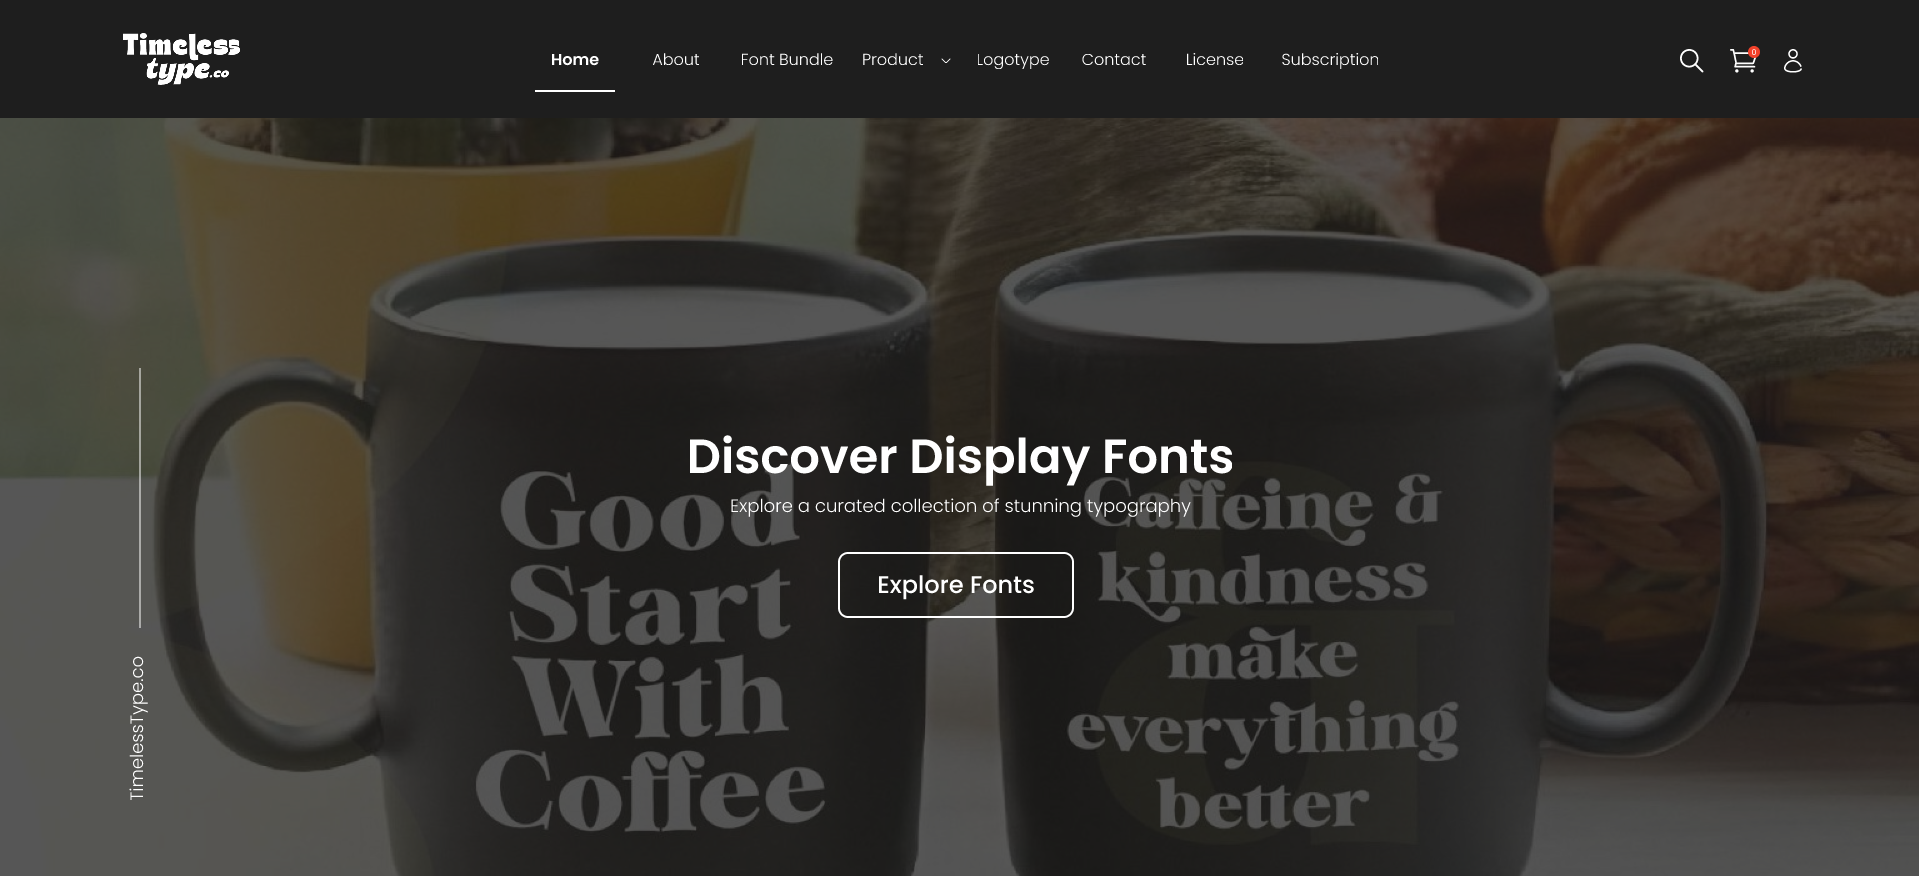 Timeless
type.co
Home
About
Font Bundle
Product
Logotype
Contact
License
Subscription
0
Discover Display Fonts
Explore a curated collection of stunning typography
Explore Fonts
Good
Start
With
Coffee
Caffeine &
kindness
make
everything
better
TimelessType.co